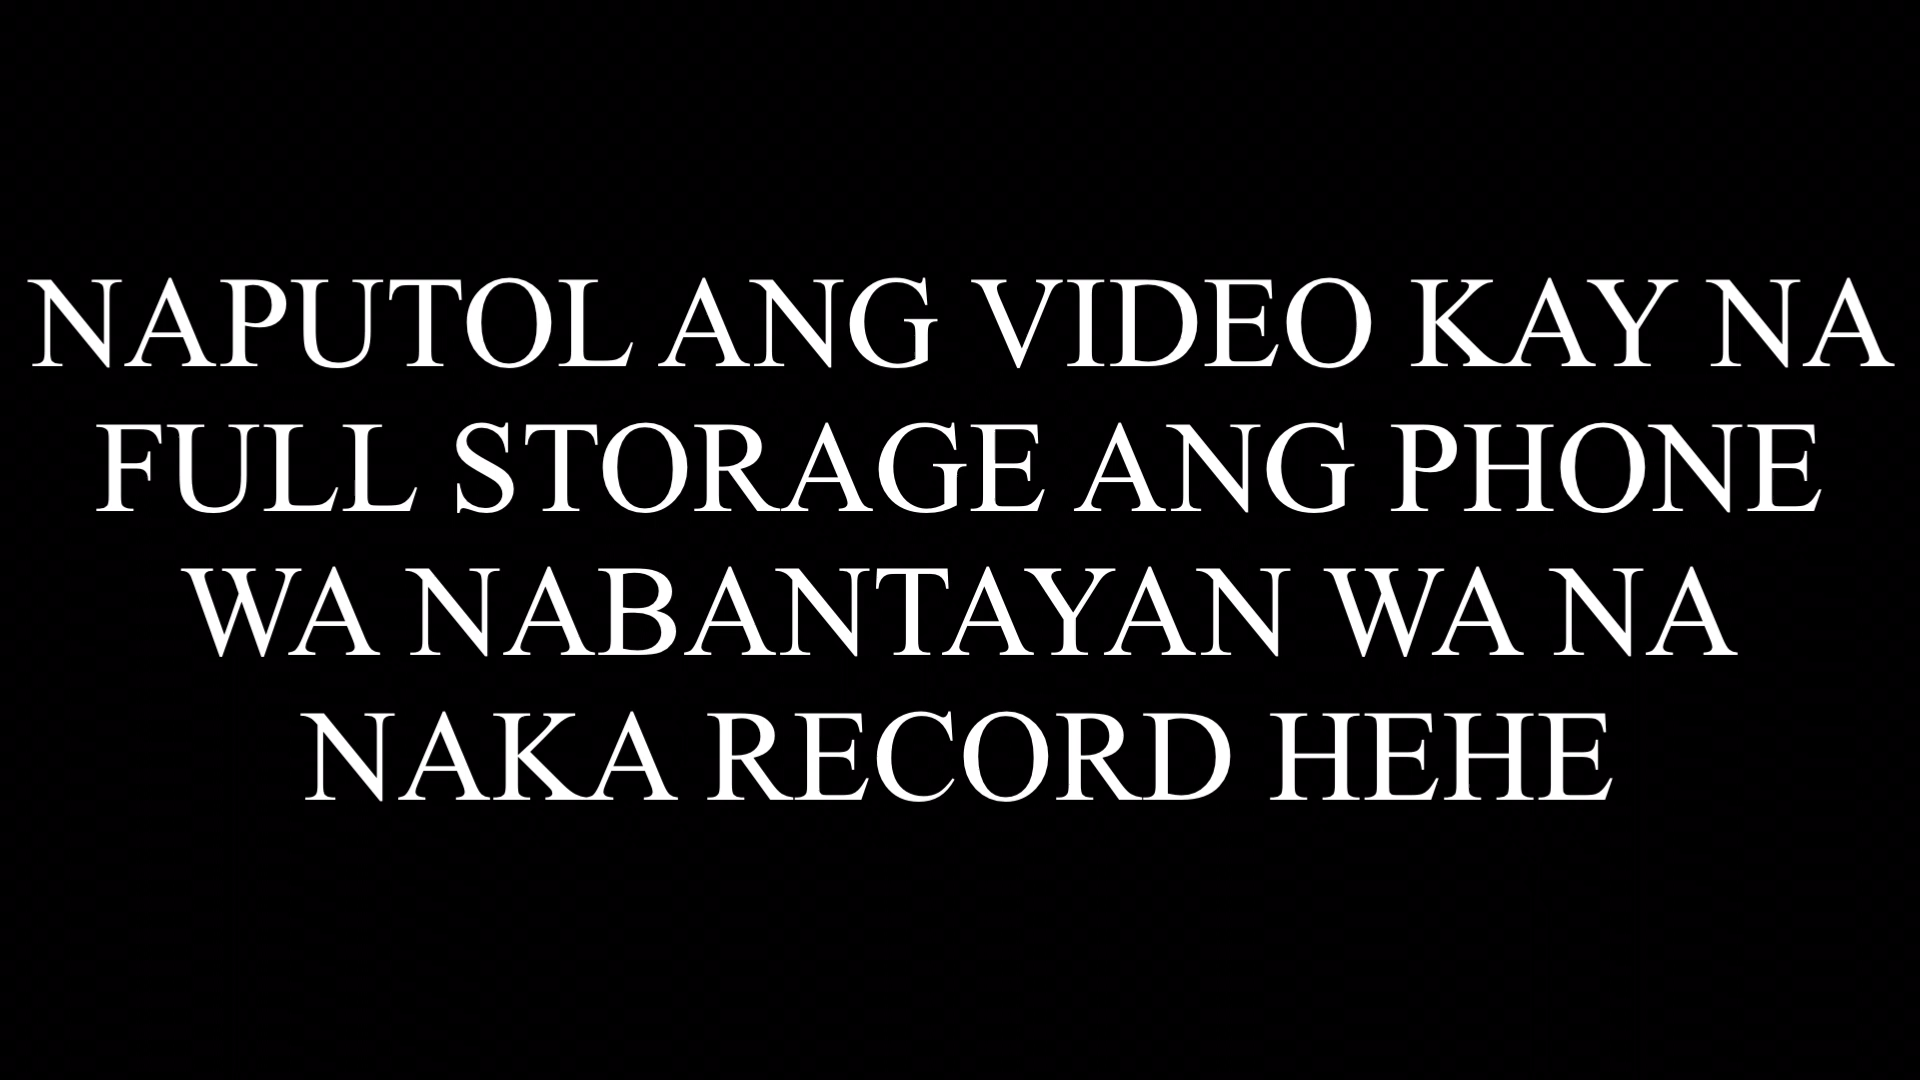 NAPUTOL ANG VIDEO KAY NA
FULL STORAGE ANG PHONE
WA NABANTAYAN WA NA
NAKA RECORD HEHE